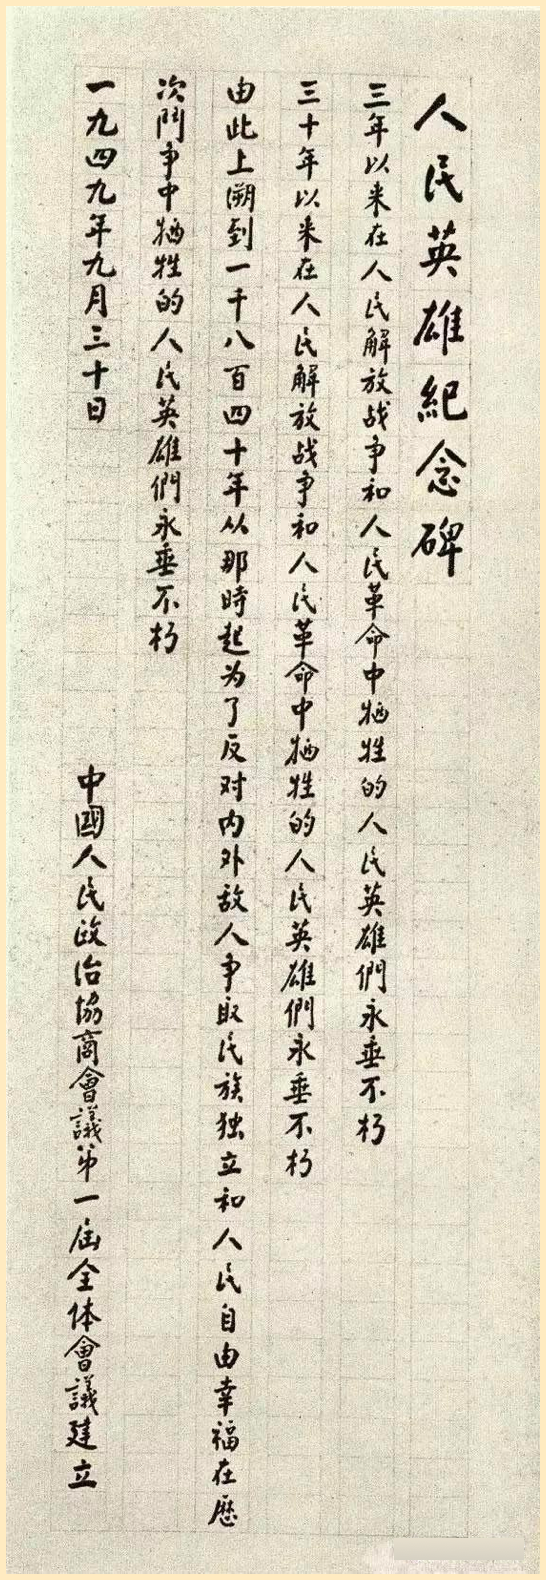 人民英雄紀念碑
三年以来在人民解放战争和人民革命中牺牲的人民英雄們永垂不朽
三十年以来在人民解放战争和人民革命中牺牲的人民英雄們永垂不朽
由此上溯到一千八百四十年从那時起为了反对内外敌人争取民族独立和人民自由幸福在歷
次鬥争中牺牲的人民英雄們永垂不朽
一九四九年九月三十日
中國人民政治協商會議第一届全体會議建立